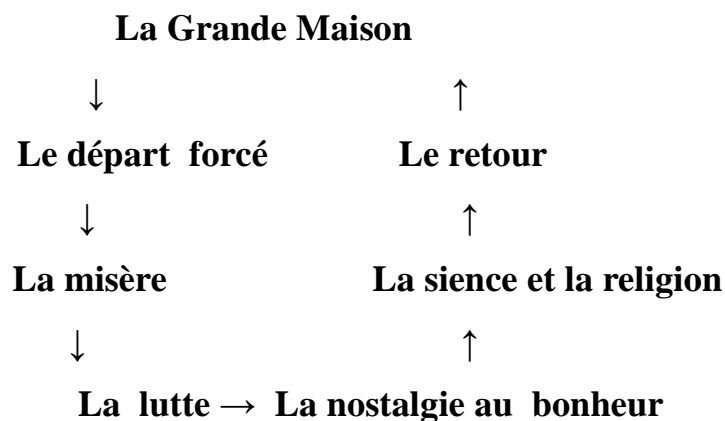 La Grande Maison
↓ ↑
Le départ forcé Le retour
↓ ↑
La misère La sience et la religion
↓ ↑
La lutte → La nostalgie au bonheur